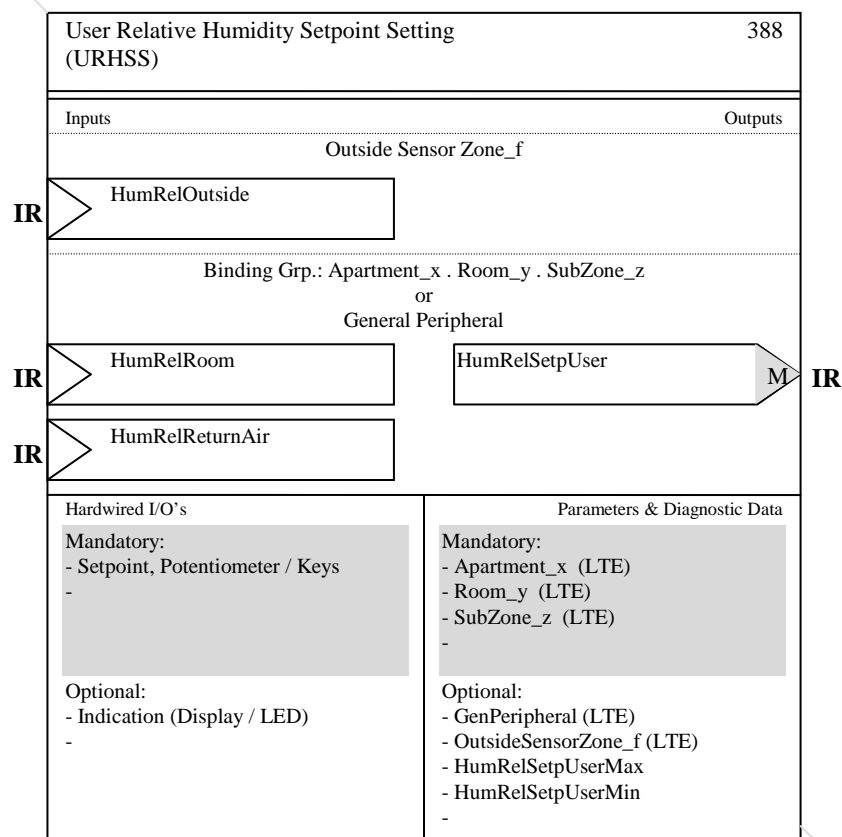 User Relative Humidity Setpoint Setting 388
(URHSS)
Inputs Outputs
Outside Sensor Zone_f
HumRelOutside
IR
Binding Grp.: Apartment_x . Room_y . SubZone_z
or
General Peripheral
HumRelRoom HumRelSetpUser
IR M IR
HumRelReturnAir
IR
Hardwired I/O’s Parameters & Diagnostic Data
Mandatory:
- Setpoint, Potentiometer / Keys
-
Mandatory:
- Apartment_x (LTE)
- Room_y (LTE)
- SubZone_z (LTE)
-
Optional:
- Indication (Display / LED)
-
Optional:
- GenPeripheral (LTE)
- OutsideSensorZone_f (LTE)
- HumRelSetpUserMax
- HumRelSetpUserMin
-